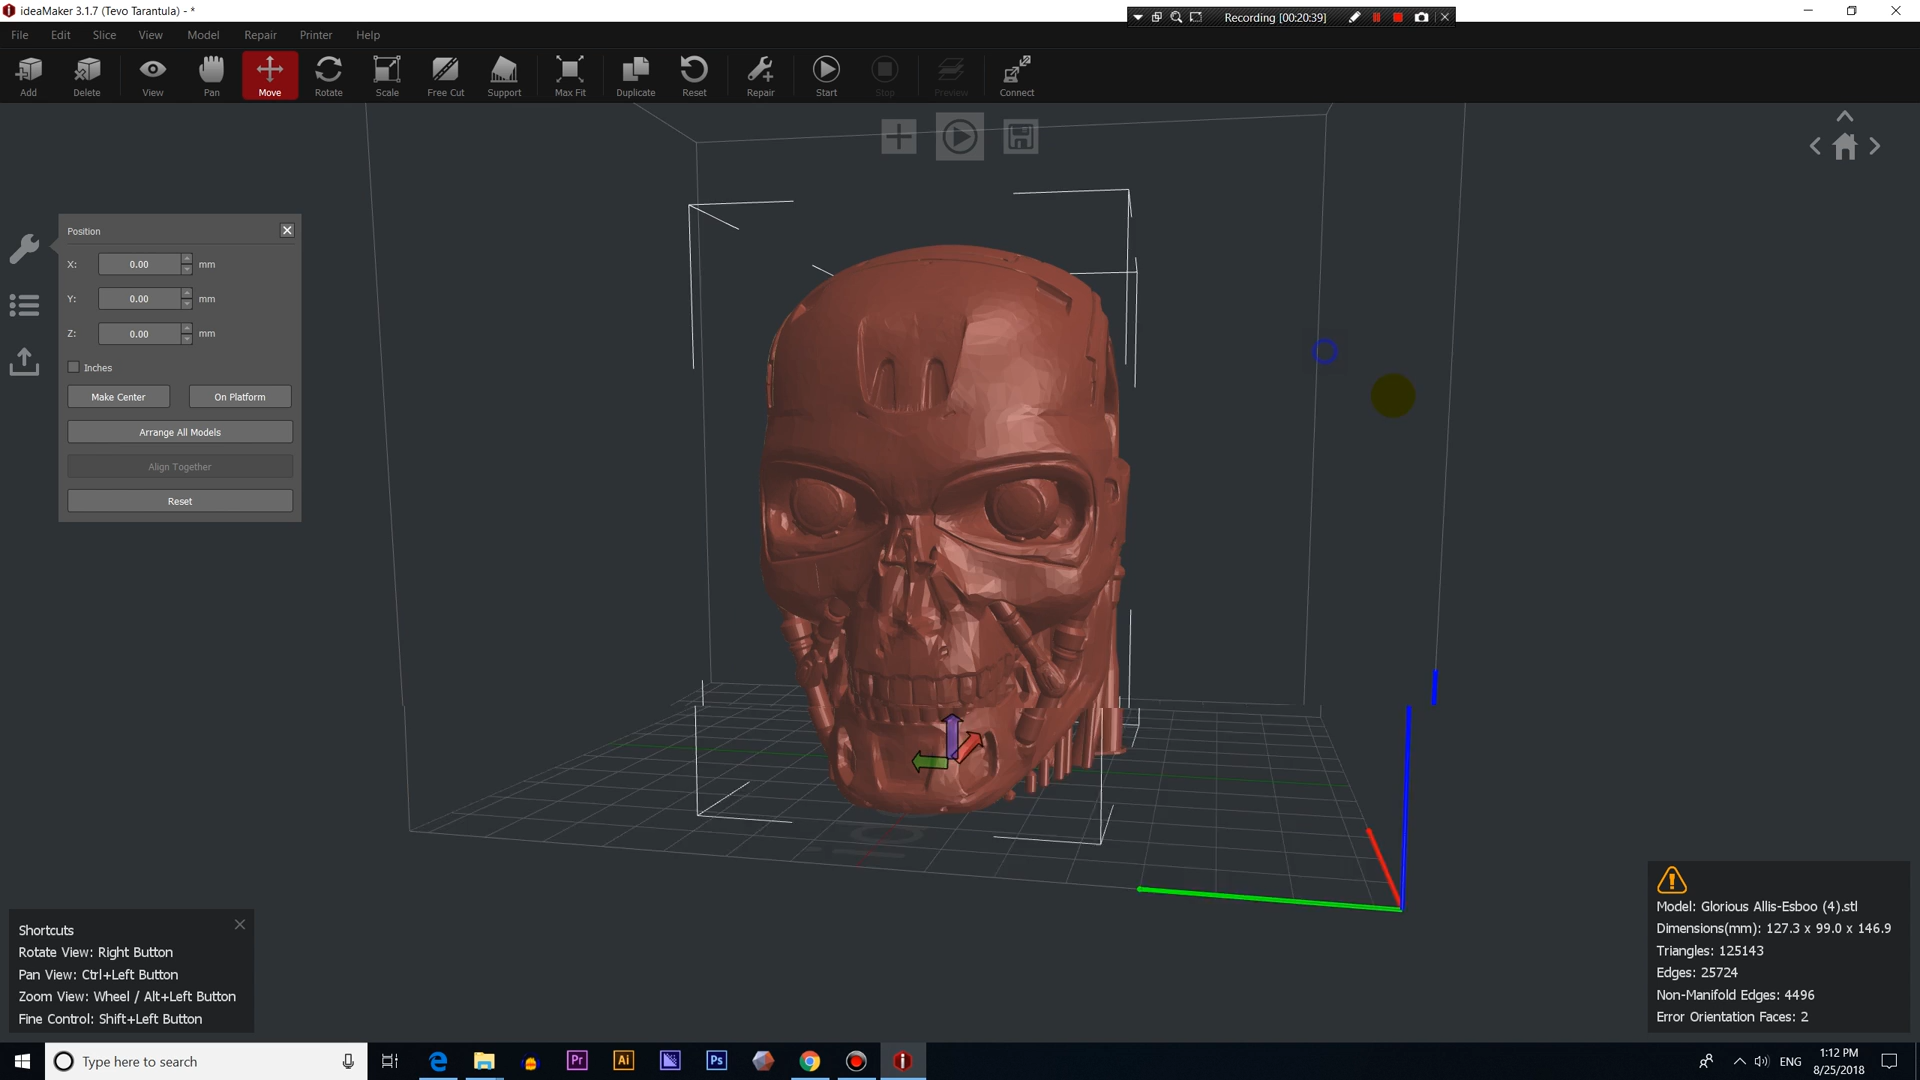 ideaMaker 3.1.7 (Tevo Tarantula) - *
Recording [00:20:39]
File Edit Slice View Model Repair Printer Help
Add Delete View Pan Move Rotate Scale Free Cut Support Max Fit Duplicate Reset Repair Start Stop Preview Connect
Position
X: 0.00 mm
Y: 0.00 mm
Z: 0.00 mm
Inches
Make Center On Platform
Arrange All Models
Align Together
Reset
Shortcuts
Rotate View: Right Button
Pan View: Ctrl+Left Button
Zoom View: Wheel / Alt+Left Button
Fine Control: Shift+Left Button
Model: Glorious Allis-Esboo (4).stl
Dimensions(mm): 127.3 x 99.0 x 146.9
Triangles: 125143
Edges: 25724
Non-Manifold Edges: 4496
Error Orientation Faces: 2
Type here to search
Pr Ai Ps
ENG
1:12 PM
8/25/2018